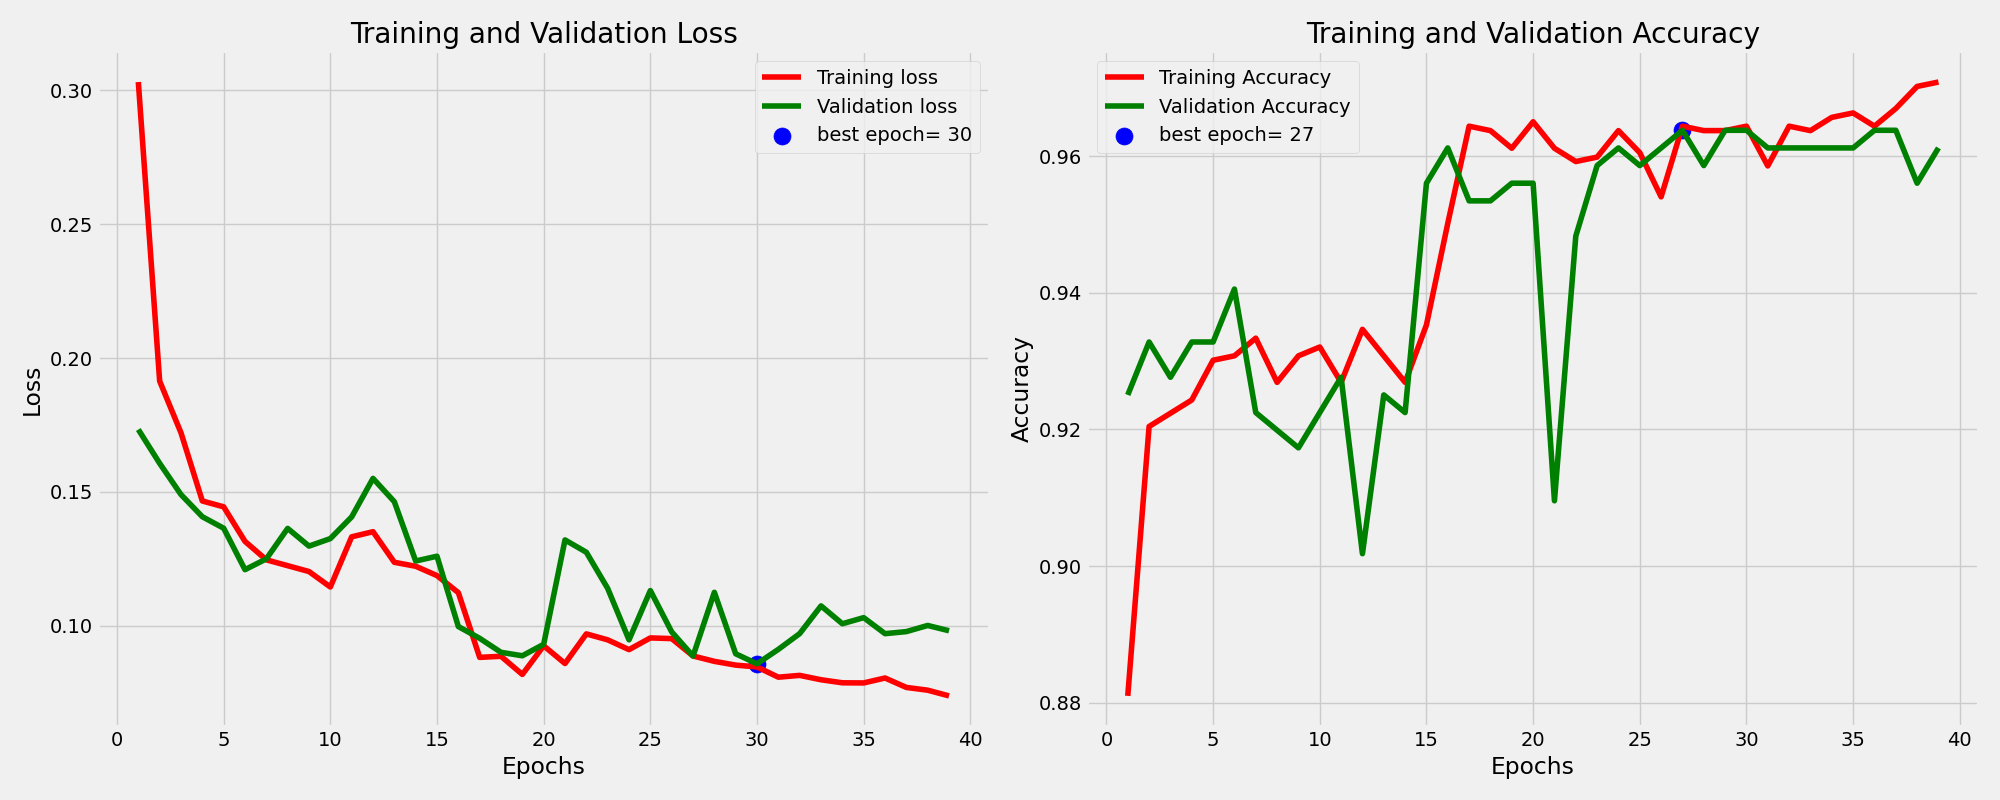 Training and Validation Loss
Training loss
Validation loss
best epoch= 30
0.30
0.25
0.20
0.15
0.10
Loss
0 5 10 15 20 25 30 35 40
Epochs
Training and Validation Accuracy
Training Accuracy
Validation Accuracy
best epoch= 27
0.96
0.94
0.92
0.90
0.88
Accuracy
0 5 10 15 20 25 30 35 40
Epochs